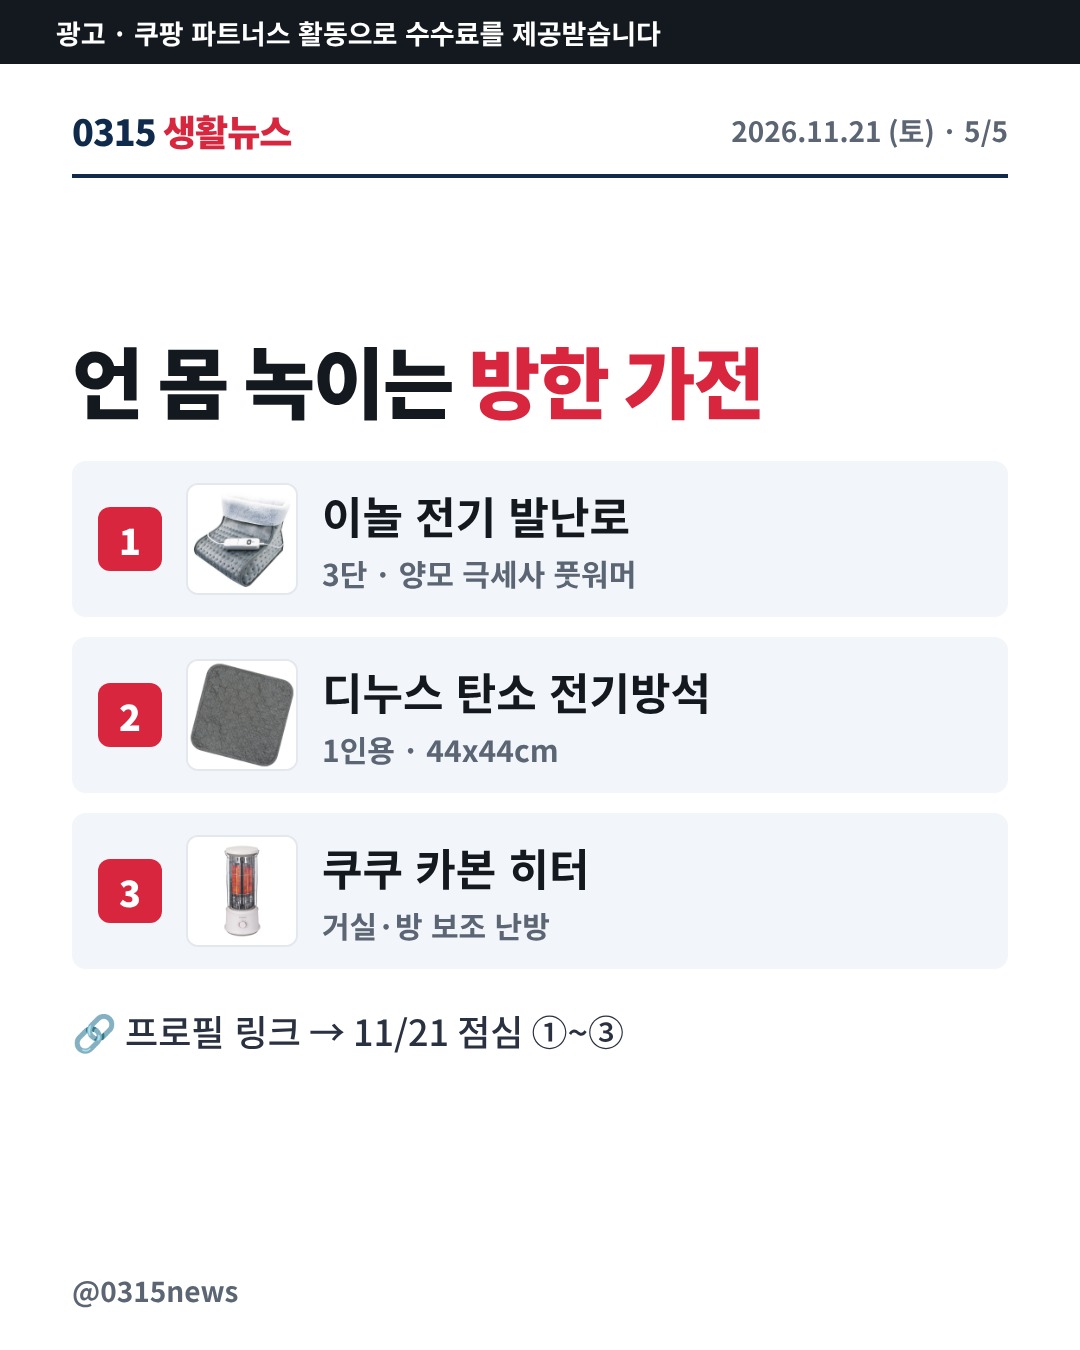 광고 · 쿠팡 파트너스 활동으로 수수료를 제공받습니다
0315 생활뉴스
2026.11.21 (토) · 5/5
언 몸 녹이는 방한 가전
1
이놀 전기 발난로
3단 · 양모 극세사 풋워머
2
디누스 탄소 전기방석
1인용 · 44x44cm
3
쿠쿠 카본 히터
거실·방 보조 난방
🔗 프로필 링크 → 11/21 점심 ①~③
@0315news